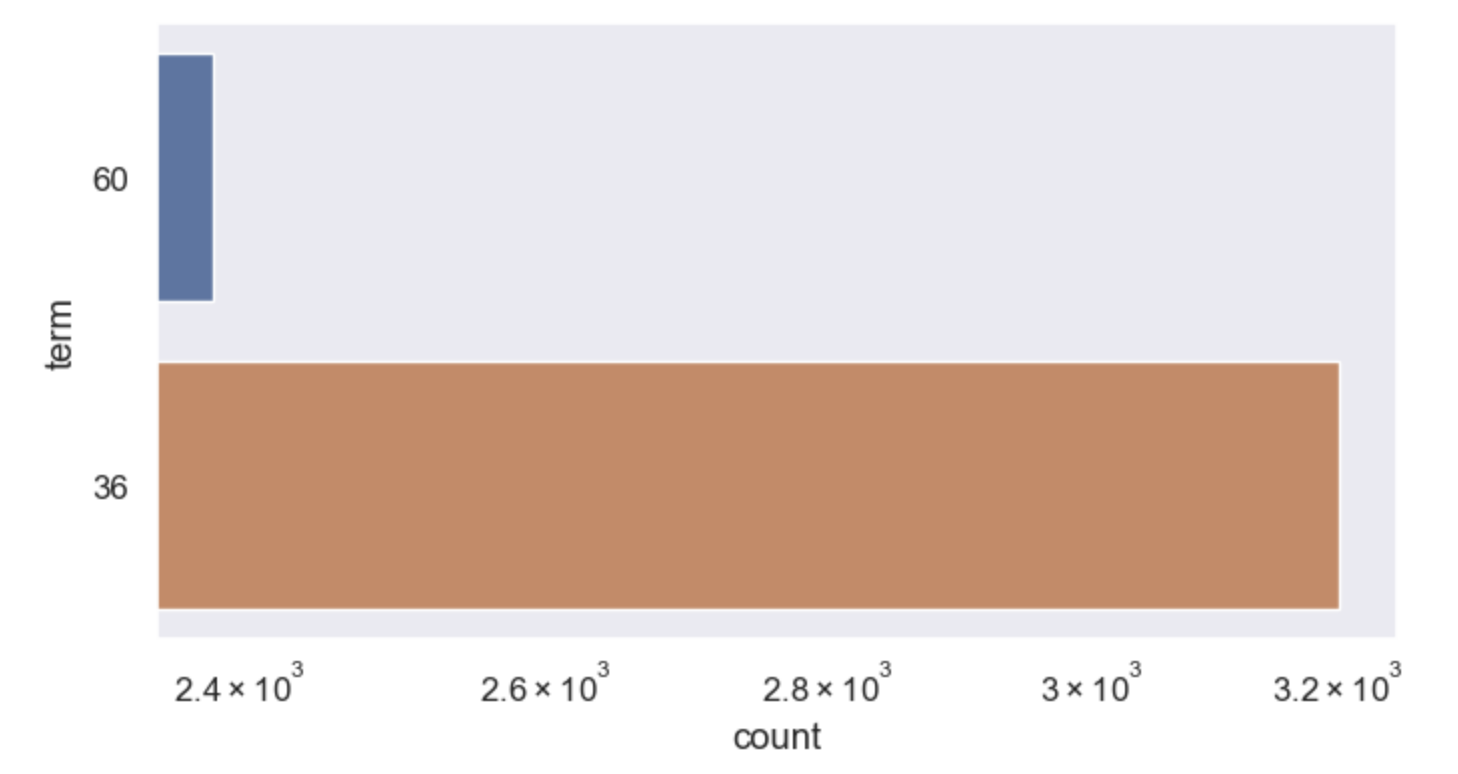 60
term
36
2.4 × 10³
2.6 × 10³
2.8 × 10³
3 × 10³
3.2 × 10³
count